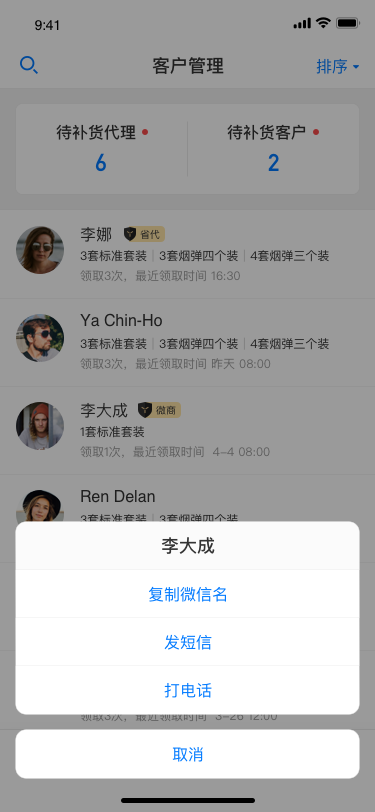 9:41
客户管理
排序
待补货代理
待补货客户
6
2
李娜 省代
3套标准套装 | 3套烟弹四个装 | 4套烟弹三个装
领取3次，最近领取时间 16:30
Ya Chin-Ho
3套标准套装 | 3套烟弹四个装 | 4套烟弹三个装
领取3次，最近领取时间 昨天 08:00
李大成 微商
1套标准套装
领取1次，最近领取时间 4-4 08:00
Ren Delan
3套标准套装 | 3套烟弹四个装
李大成
复制微信名
发短信
打电话
领取3次，最近领取时间 3-26 12:00
取消